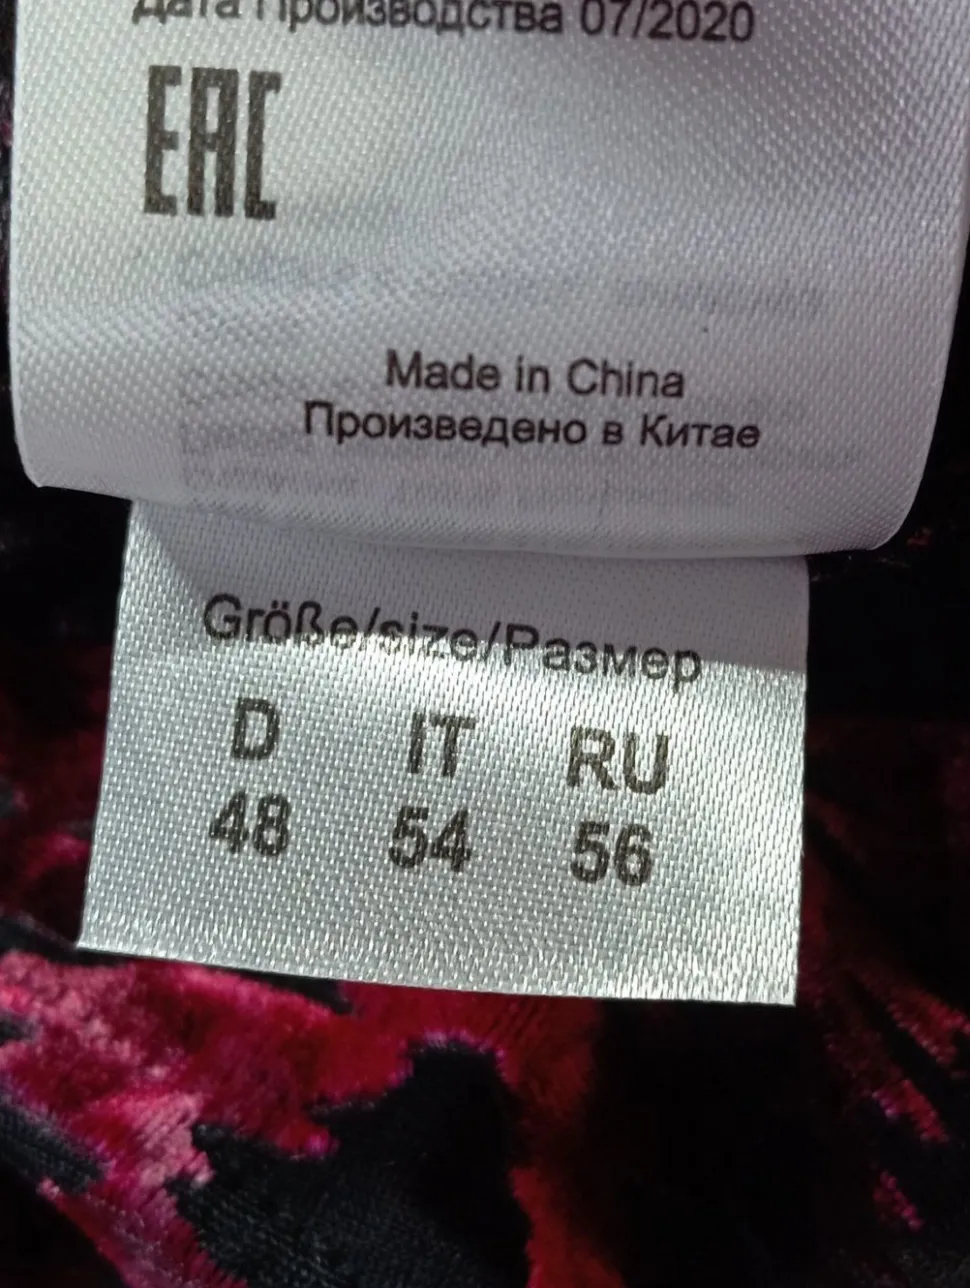 Дата Производства 07/2020
EAC
Made in China
Произведено в Китае
Größe/size/Размер
D IT RU
48 54 56